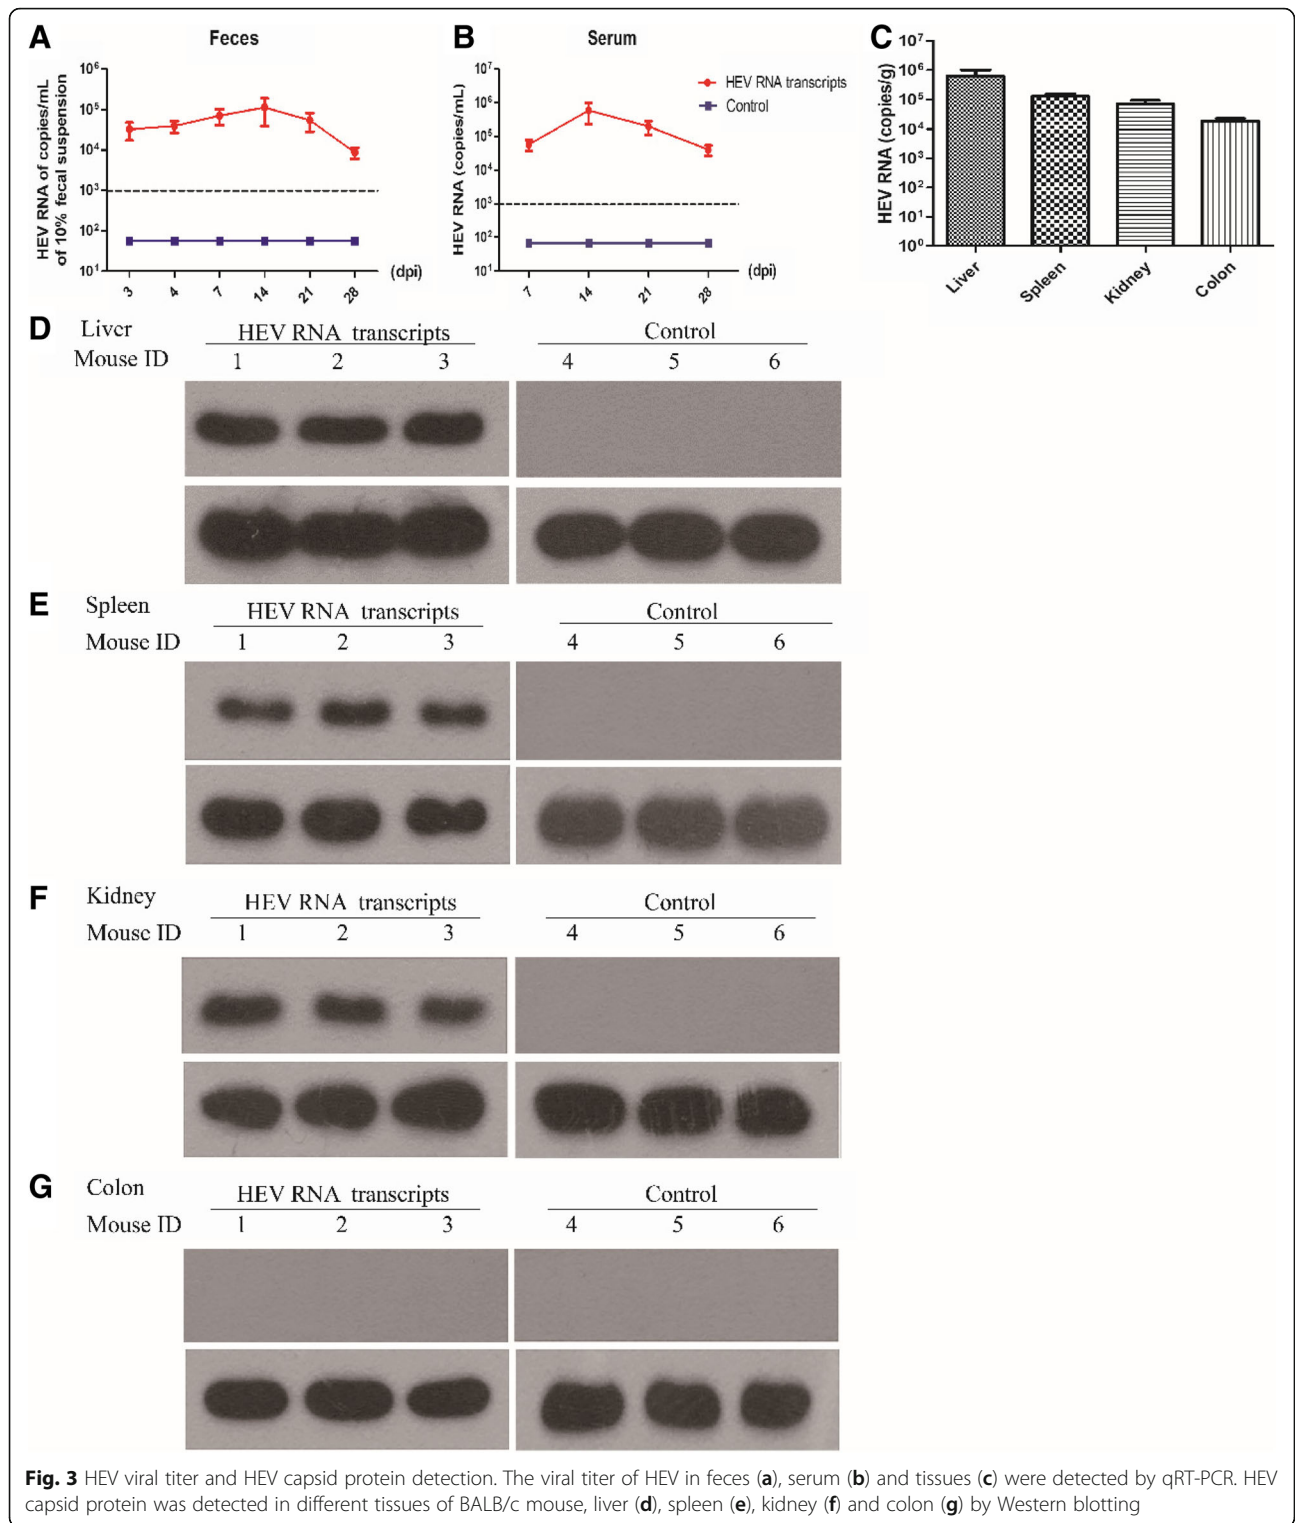 A
Feces
HEV RNA of copies/mL
of 10% fecal suspension
10⁶
10⁵
10⁴
10³
10²
10¹
3
4
7
14
21
28
(dpi)
B
Serum
HEV RNA (copies/mL)
10⁷
10⁶
10⁵
10⁴
10³
10²
10¹
7
14
21
28
(dpi)
HEV RNA transcripts
Control
C
HEV RNA (copies/g)
10⁷
10⁶
10⁵
10⁴
10³
10²
10¹
10⁰
Liver
Spleen
Kidney
Colon
D Liver HEV RNA transcripts Control
Mouse ID 1 2 3 4 5 6
E Spleen HEV RNA transcripts Control
Mouse ID 1 2 3 4 5 6
F Kidney HEV RNA transcripts Control
Mouse ID 1 2 3 4 5 6
G Colon HEV RNA transcripts Control
Mouse ID 1 2 3 4 5 6
Fig. 3 HEV viral titer and HEV capsid protein detection. The viral titer of HEV in feces (a), serum (b) and tissues (c) were detected by qRT-PCR. HEV
capsid protein was detected in different tissues of BALB/c mouse, liver (d), spleen (e), kidney (f) and colon (g) by Western blotting